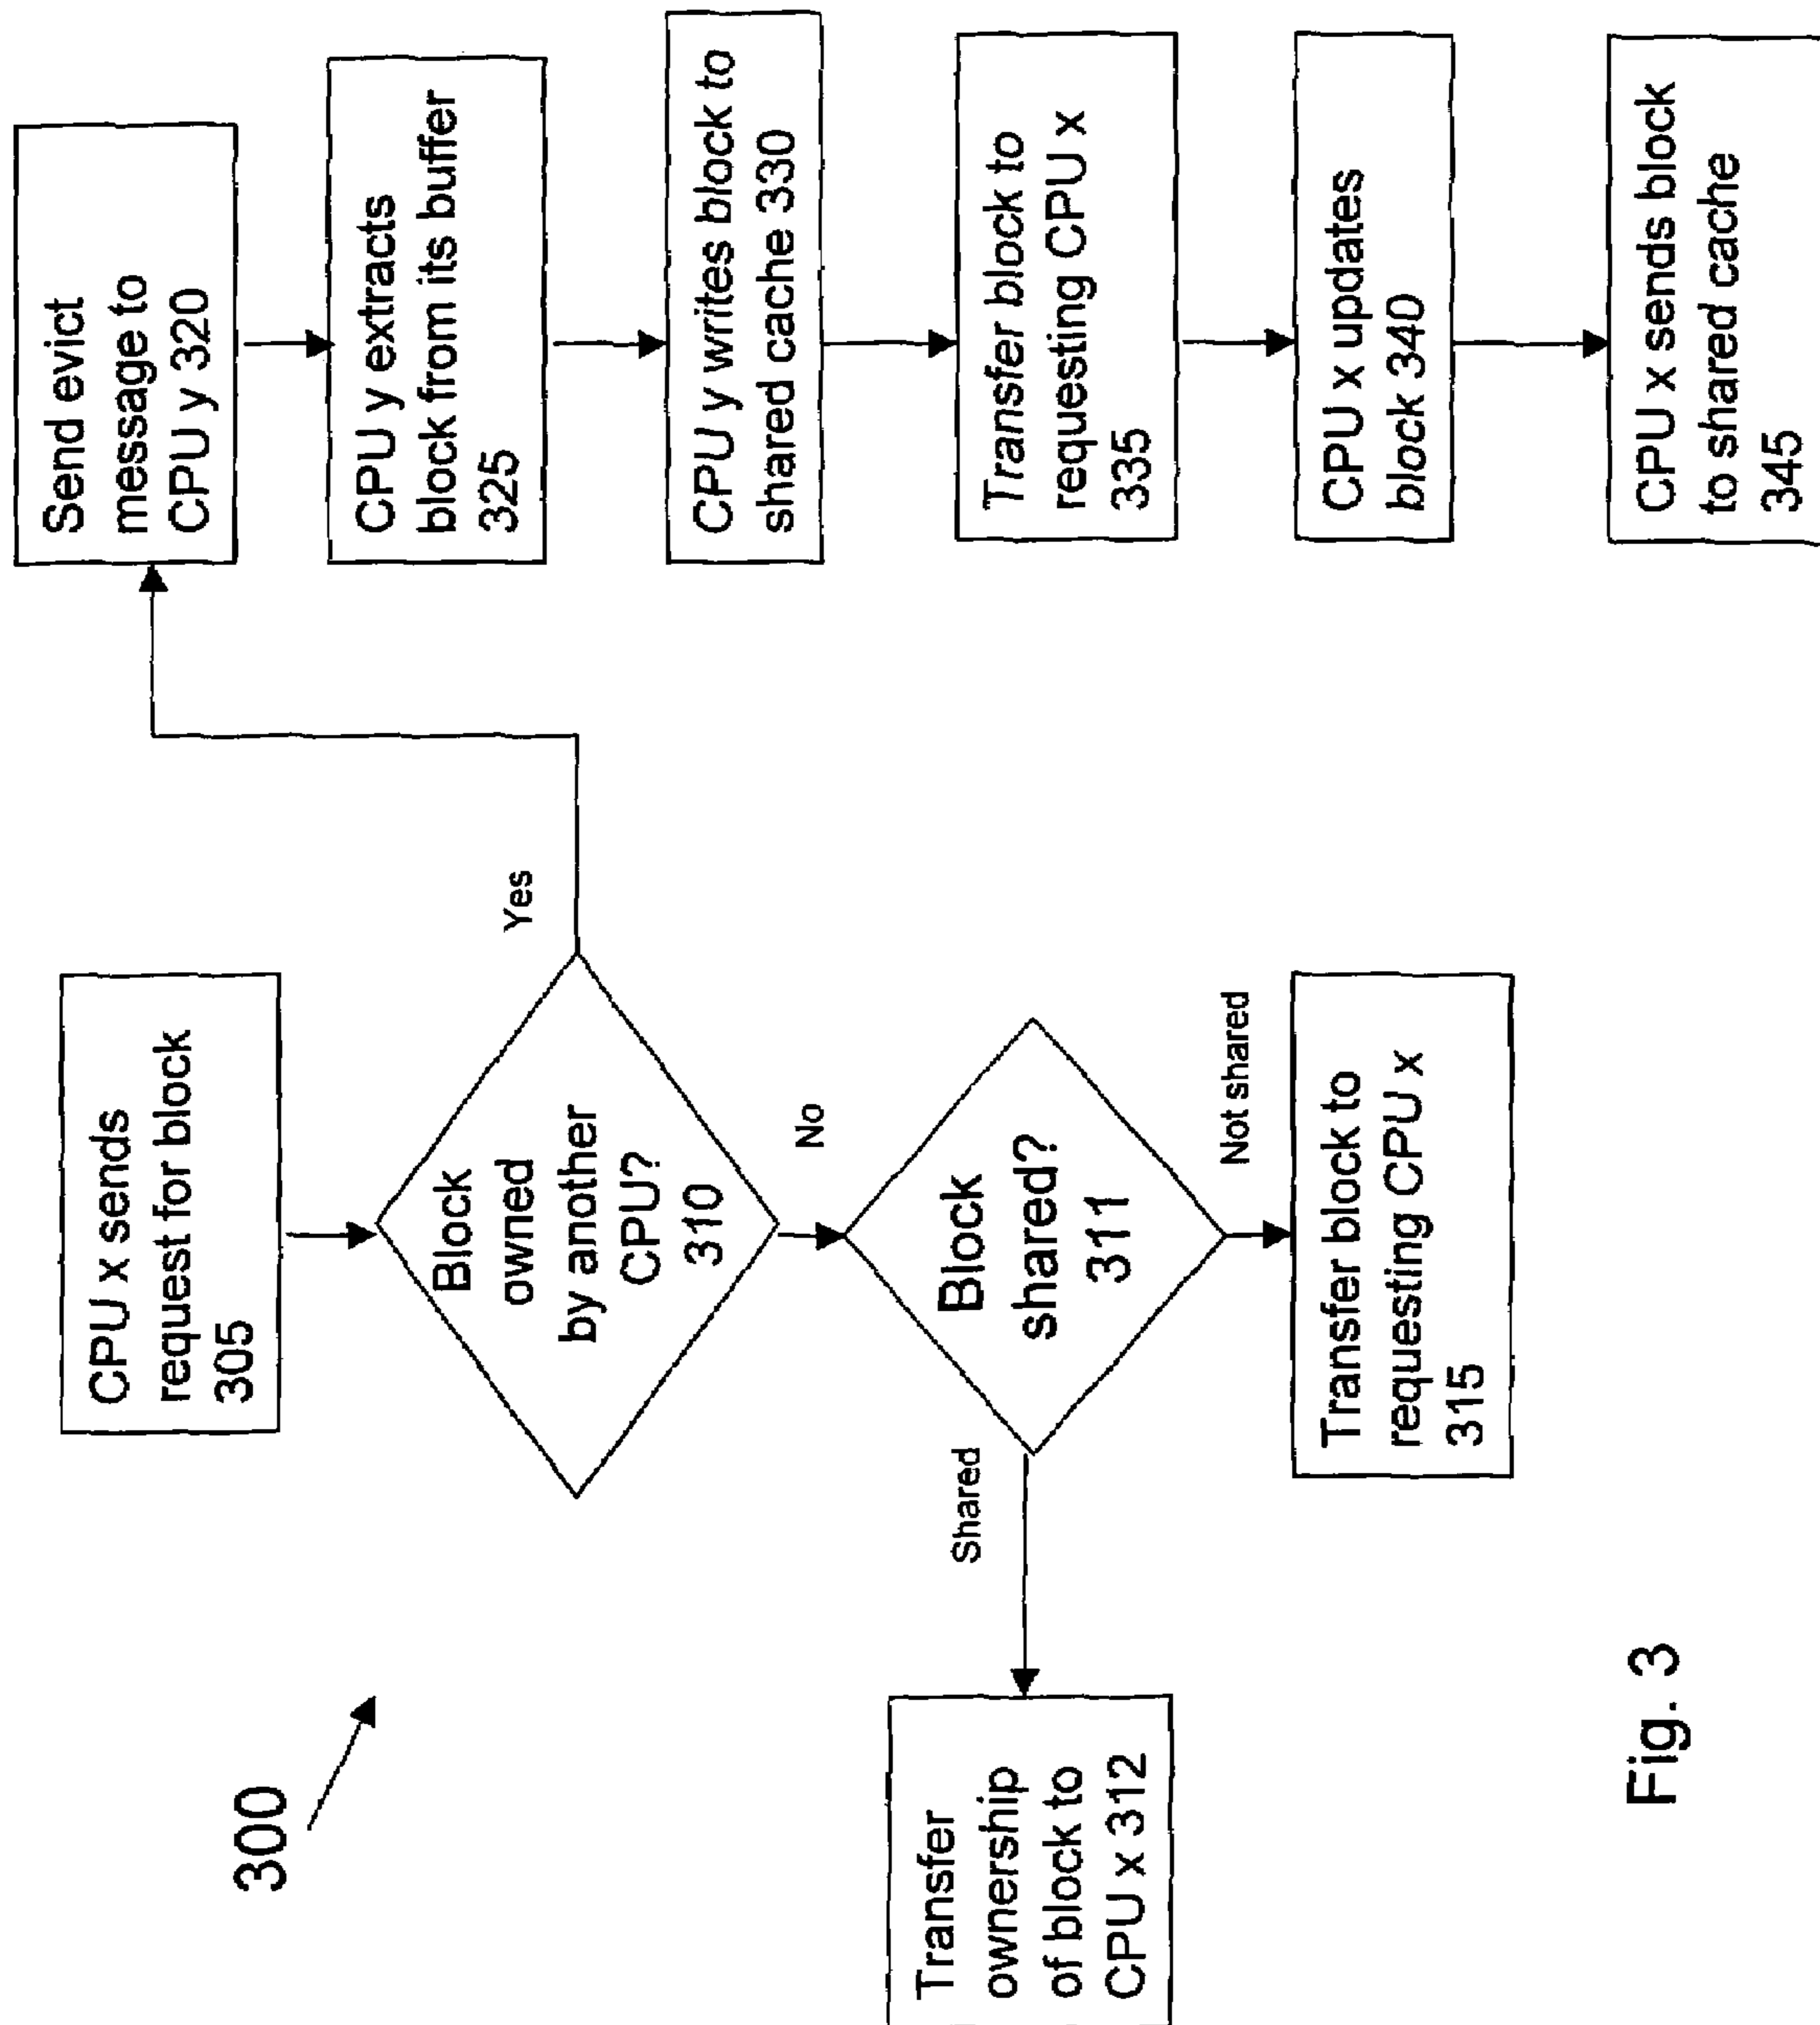 300
CPU x sends
request for block
305
Block
owned
by another
CPU?
310
Yes
No
Block
shared?
311
Shared
Not shared
Transfer
ownership
of block to
CPU x 312
Transfer block to
requesting CPU x
315
Send evict
message to
CPU y 320
CPU y extracts
block from its buffer
325
CPU y writes block to
shared cache 330
Transfer block to
requesting CPU x
335
CPU x updates
block 340
CPU x sends block
to shared cache
345
Fig. 3